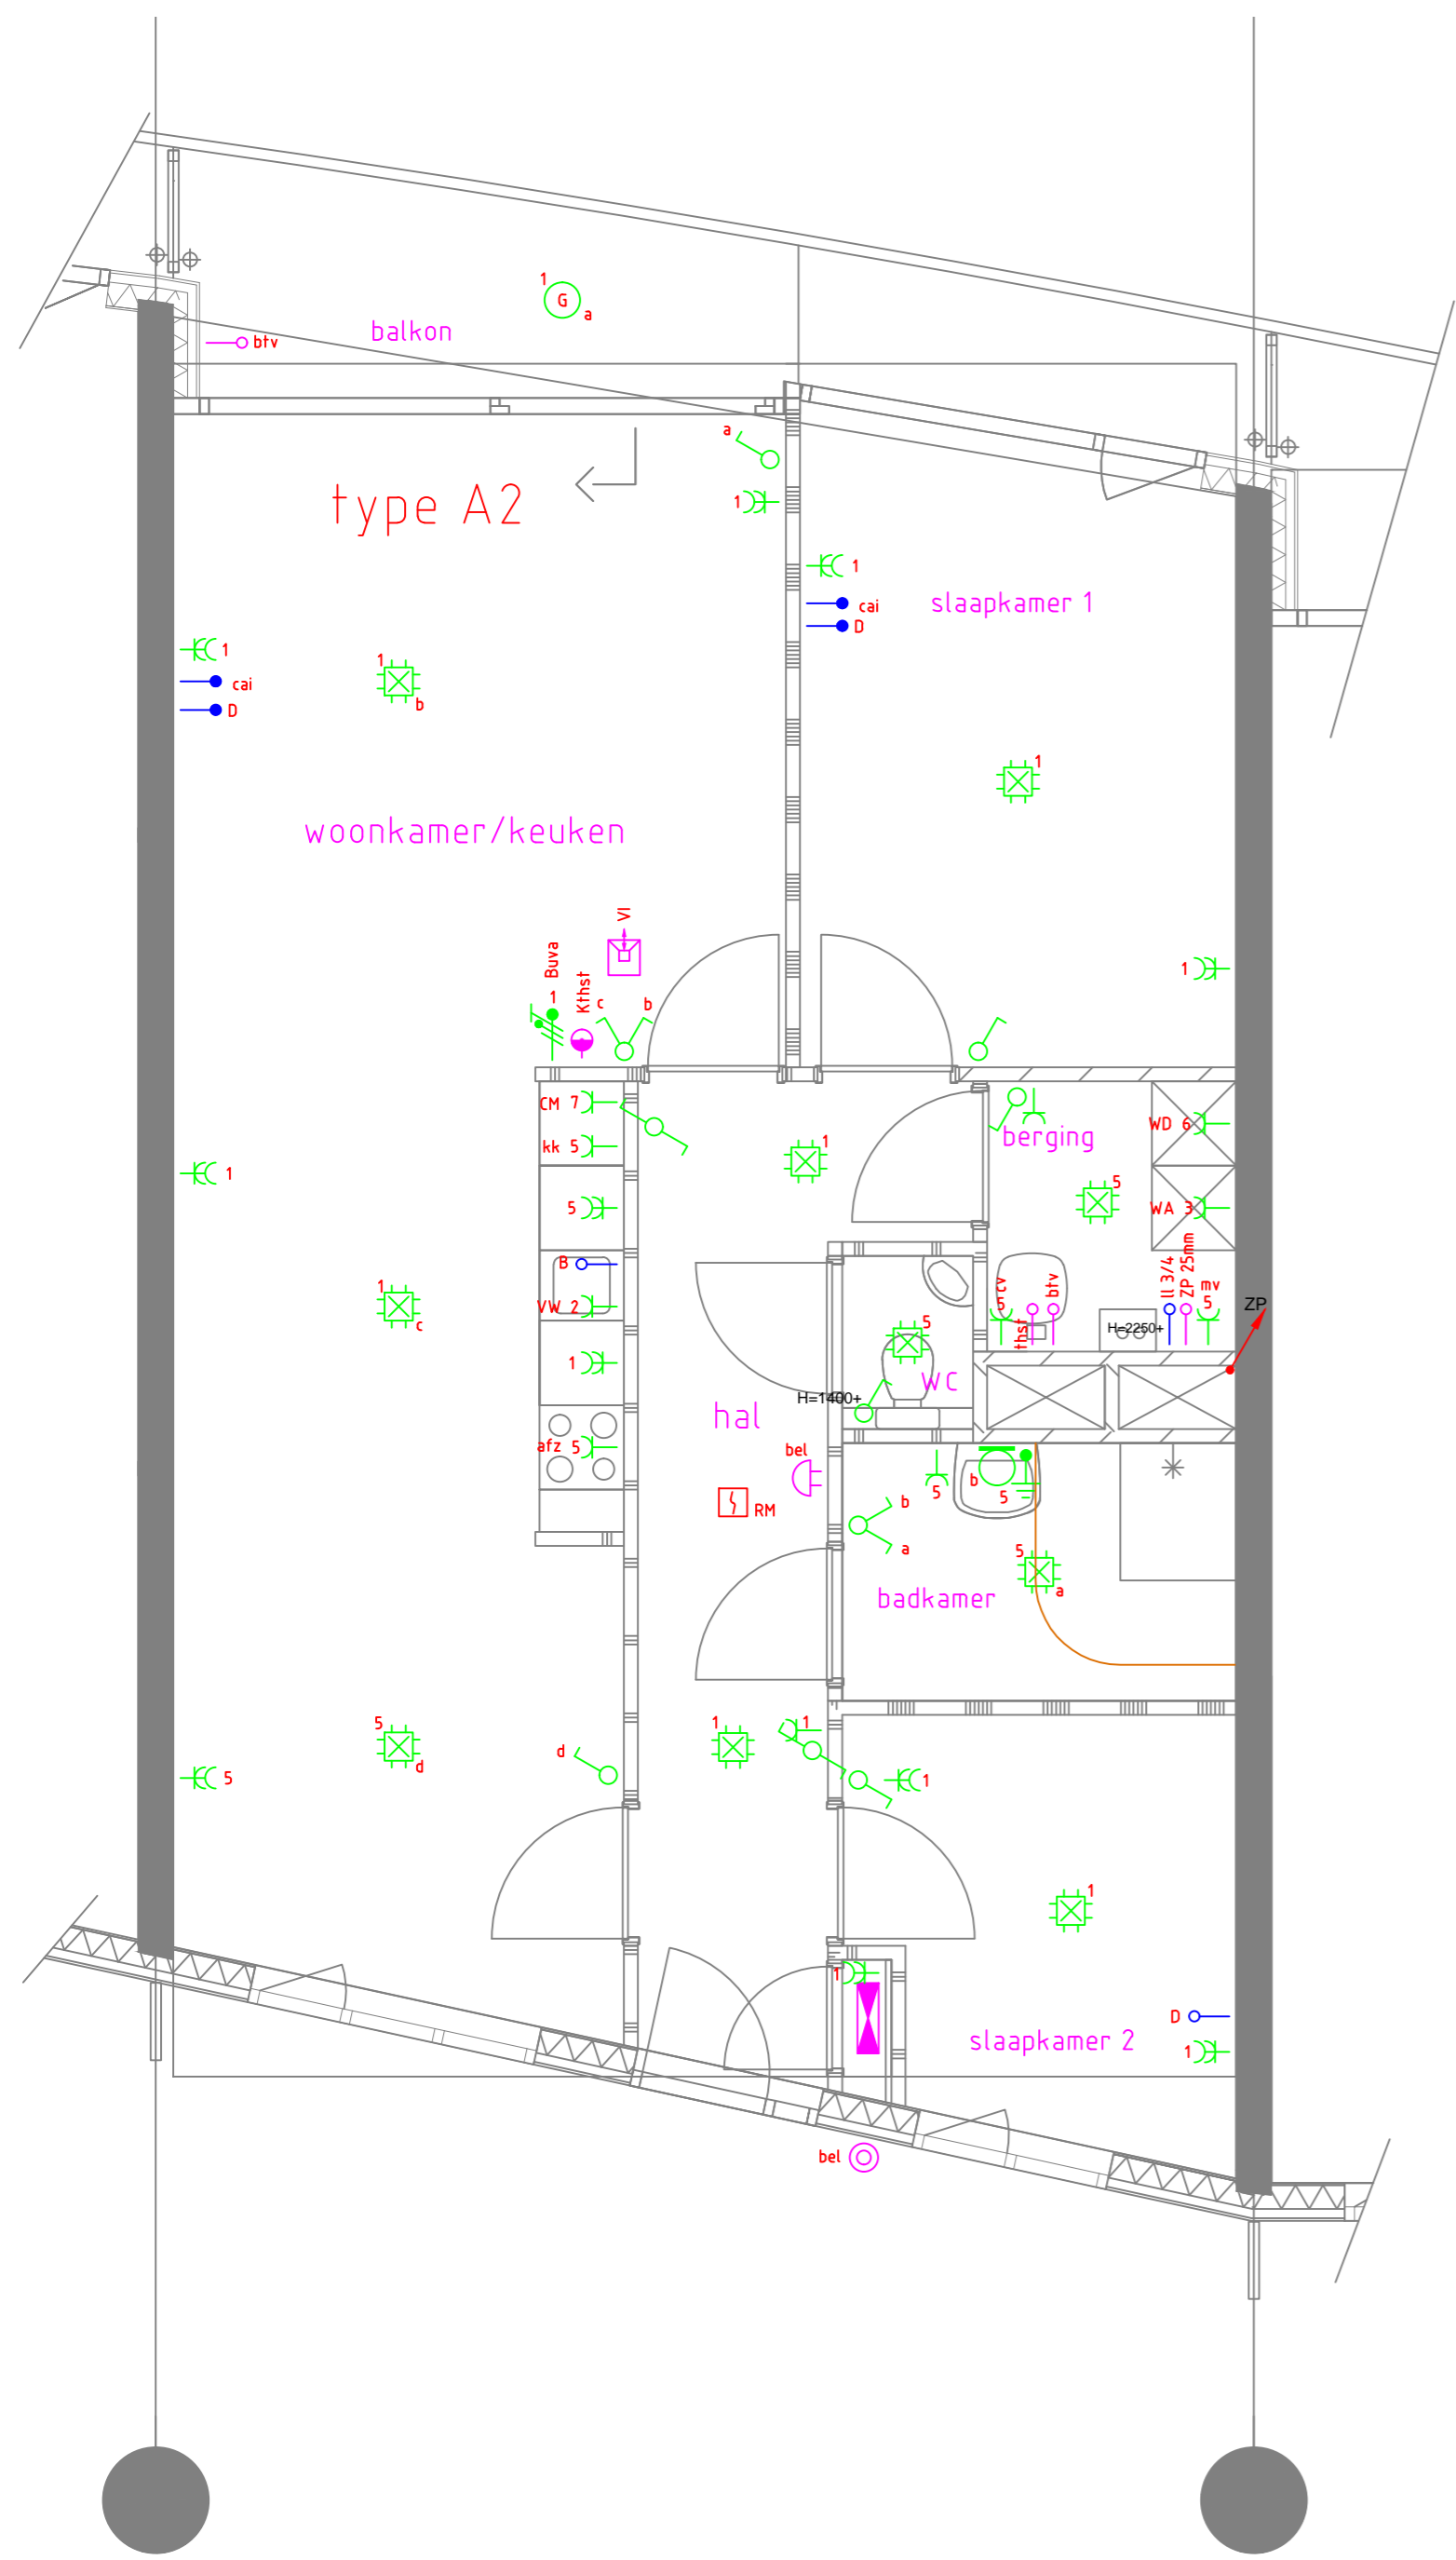 1
G
a
balkon
btv
a
type A2
1
1
slaapkamer 1
cai
D
1
1
cai
b
D
1
woonkamer/keuken
VI
Buva
1
1
Kthst
c
b
CM 7
1
berging
WD 6
kk 5
1
5
5
WA 3
B
cv
5
btv
ll 3/4
ZP 25mm
mv
5
ZP
1
c
VW 2
5
thst
H=2250+
1
WC
H=1400+
hal
afz 5
bel
b
5
5
RM
b
a
5
a
badkamer
5
d
d
1
1
5
1
1
1
D
slaapkamer 2
1
bel